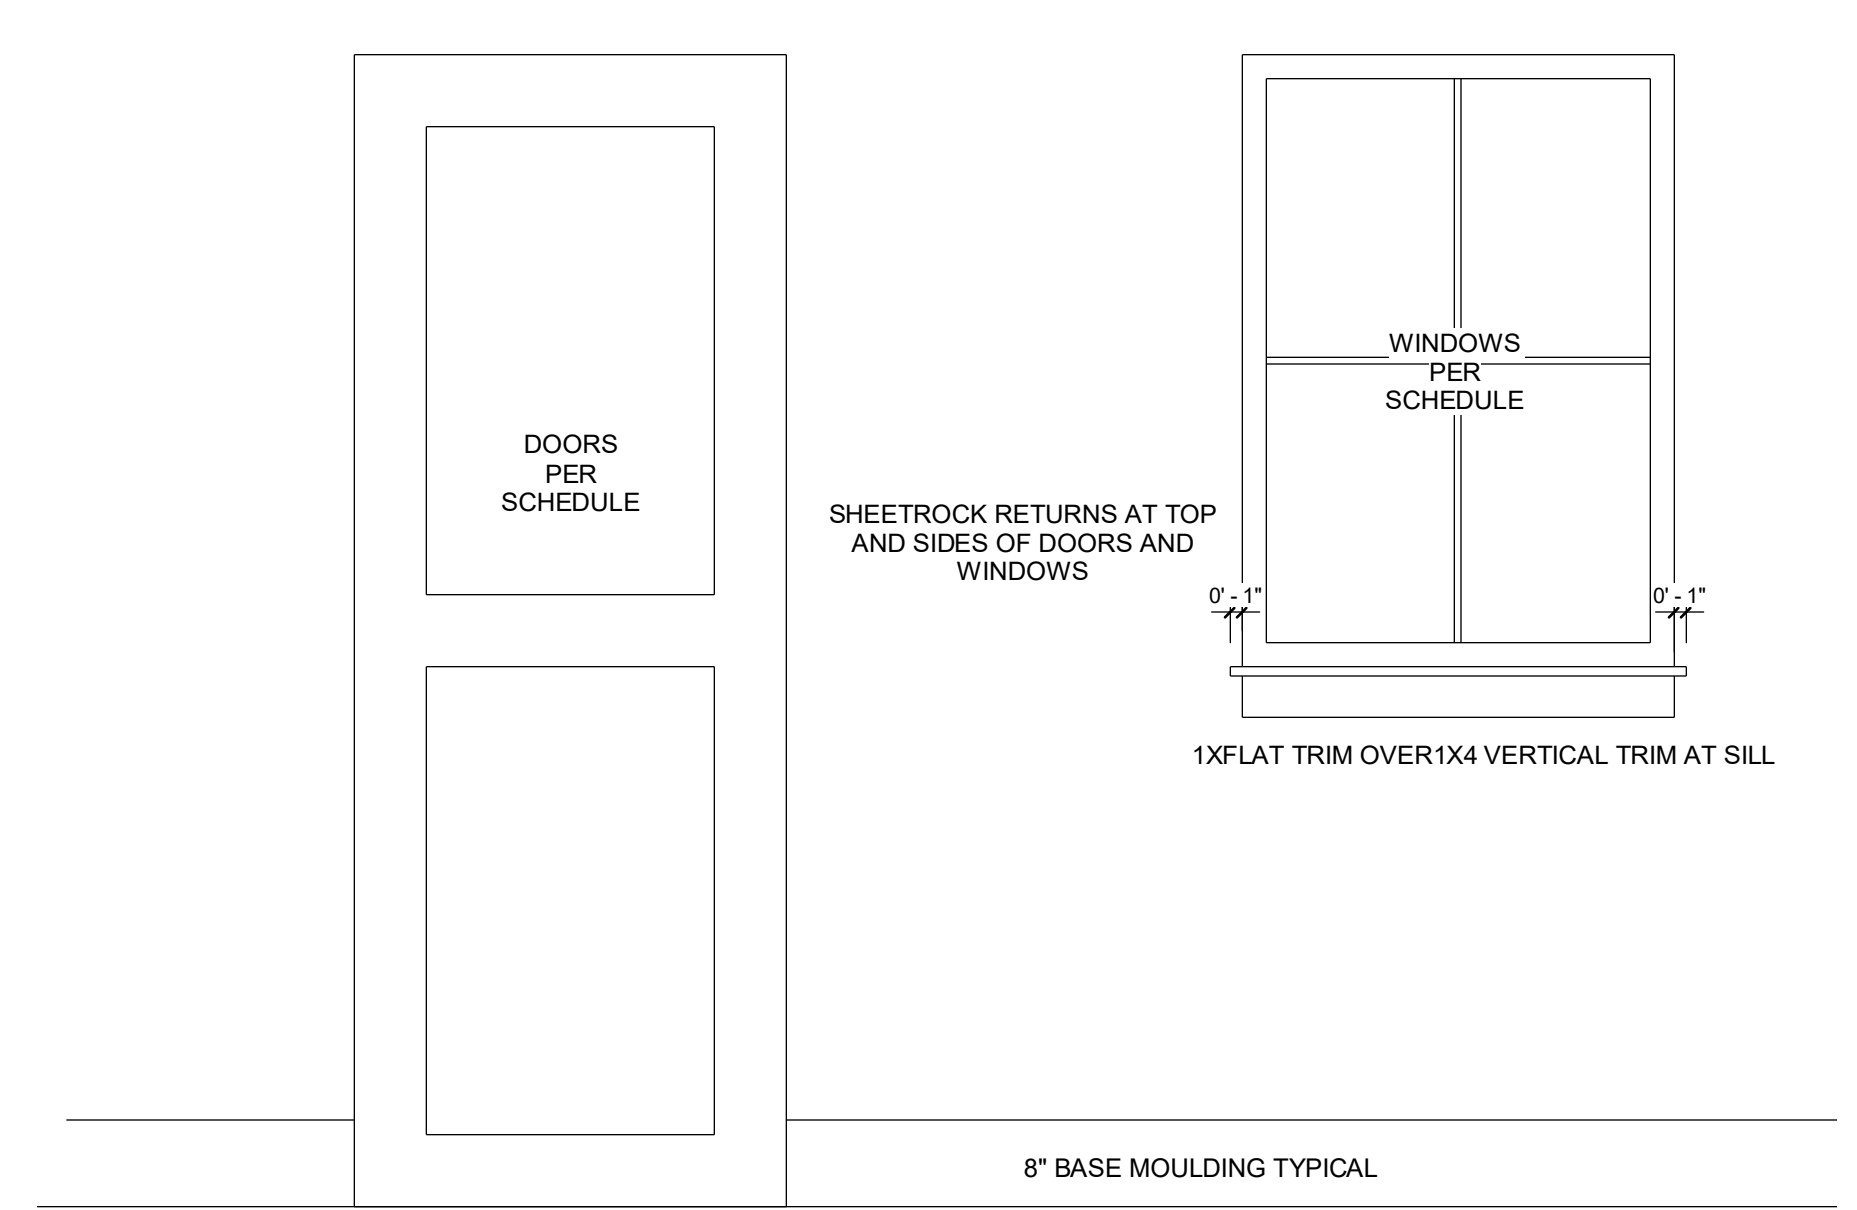 DOORS
PER
SCHEDULE
SHEETROCK RETURNS AT TOP
AND SIDES OF DOORS AND
WINDOWS
WINDOWS
PER
SCHEDULE
0' - 1"
0' - 1"
1XFLAT TRIM OVER1X4 VERTICAL TRIM AT SILL
8" BASE MOULDING TYPICAL